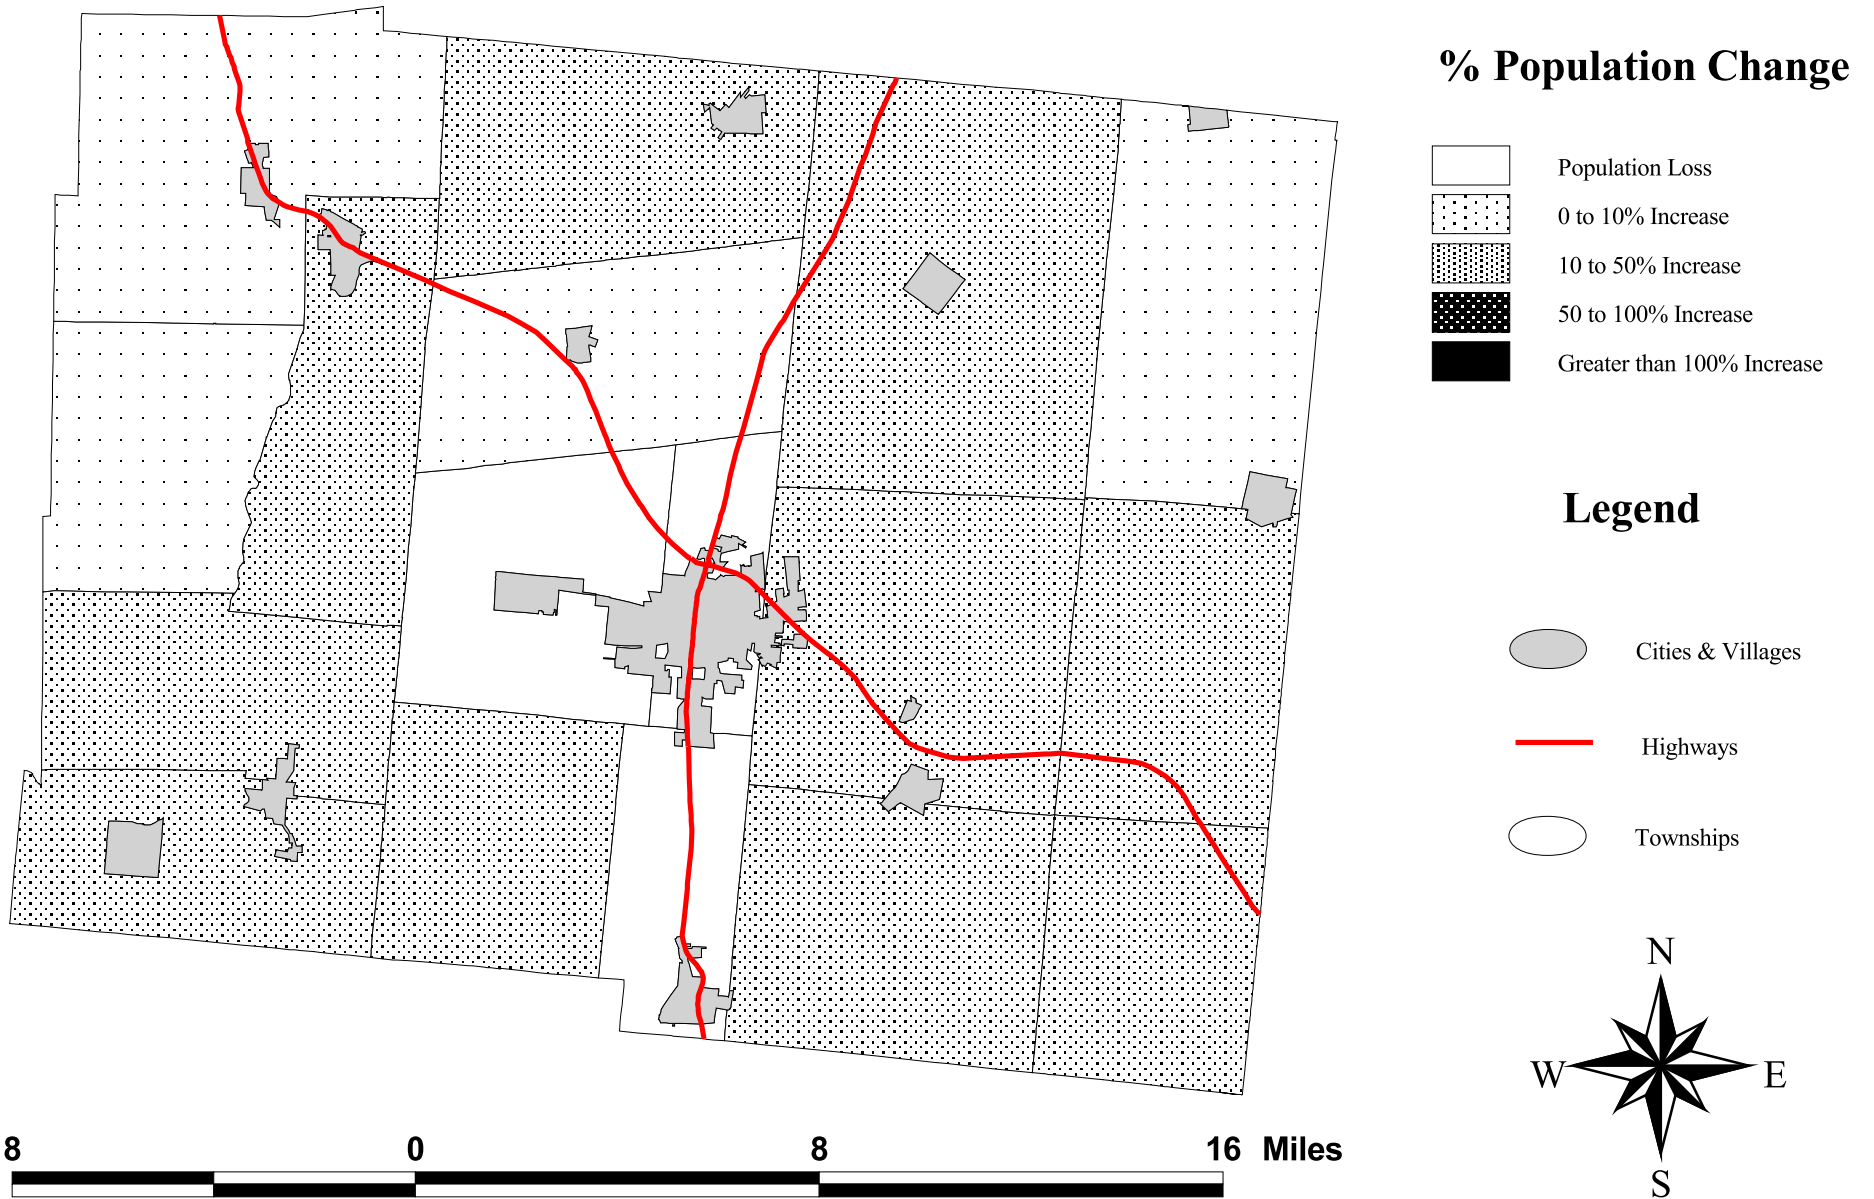 % Population Change
Population Loss
0 to 10% Increase
10 to 50% Increase
50 to 100% Increase
Greater than 100% Increase
Legend
Cities & Villages
Highways
Townships
N
W E
S
8 0 8 16 Miles